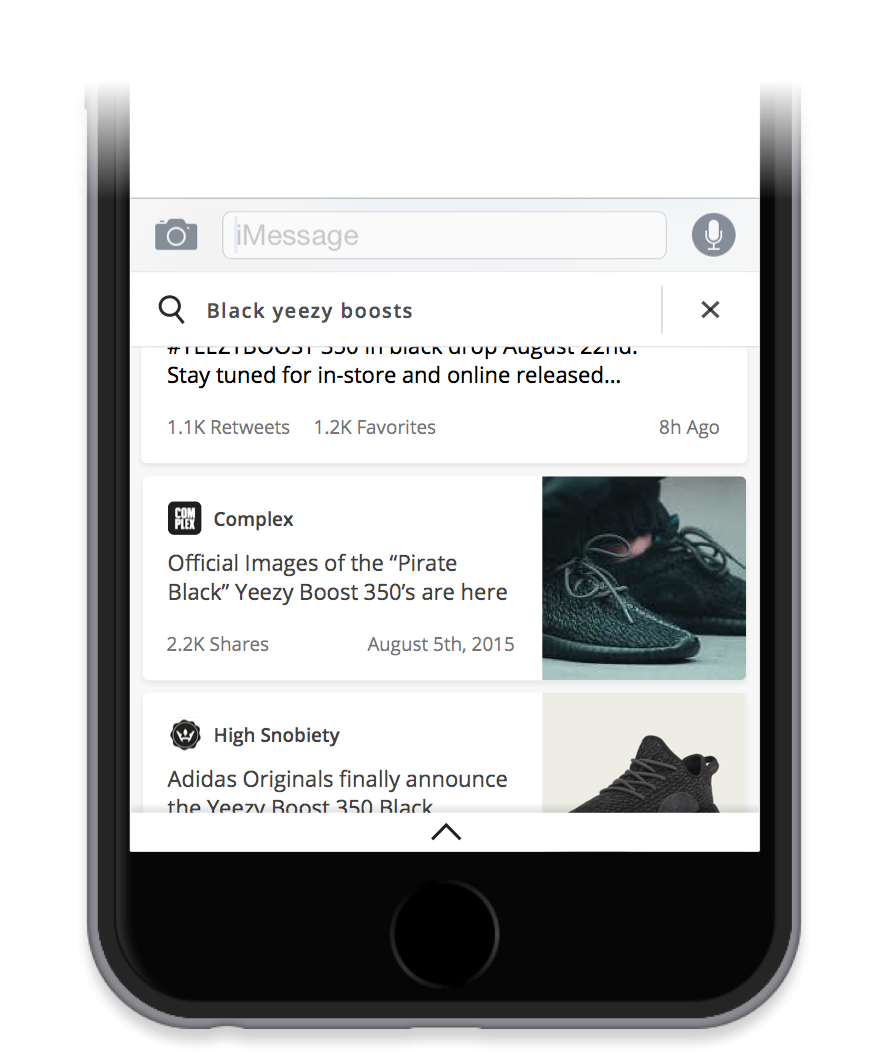 iMessage
Black yeezy boosts
#YEEZYBOOST 350 in black drop August 22nd.
Stay tuned for in-store and online released...
1.1K Retweets 1.2K Favorites 8h Ago
COM
PLEX
Complex
Official Images of the “Pirate
Black” Yeezy Boost 350’s are here
2.2K Shares August 5th, 2015
High Snobiety
Adidas Originals finally announce
the Yeezy Boost 350 Black